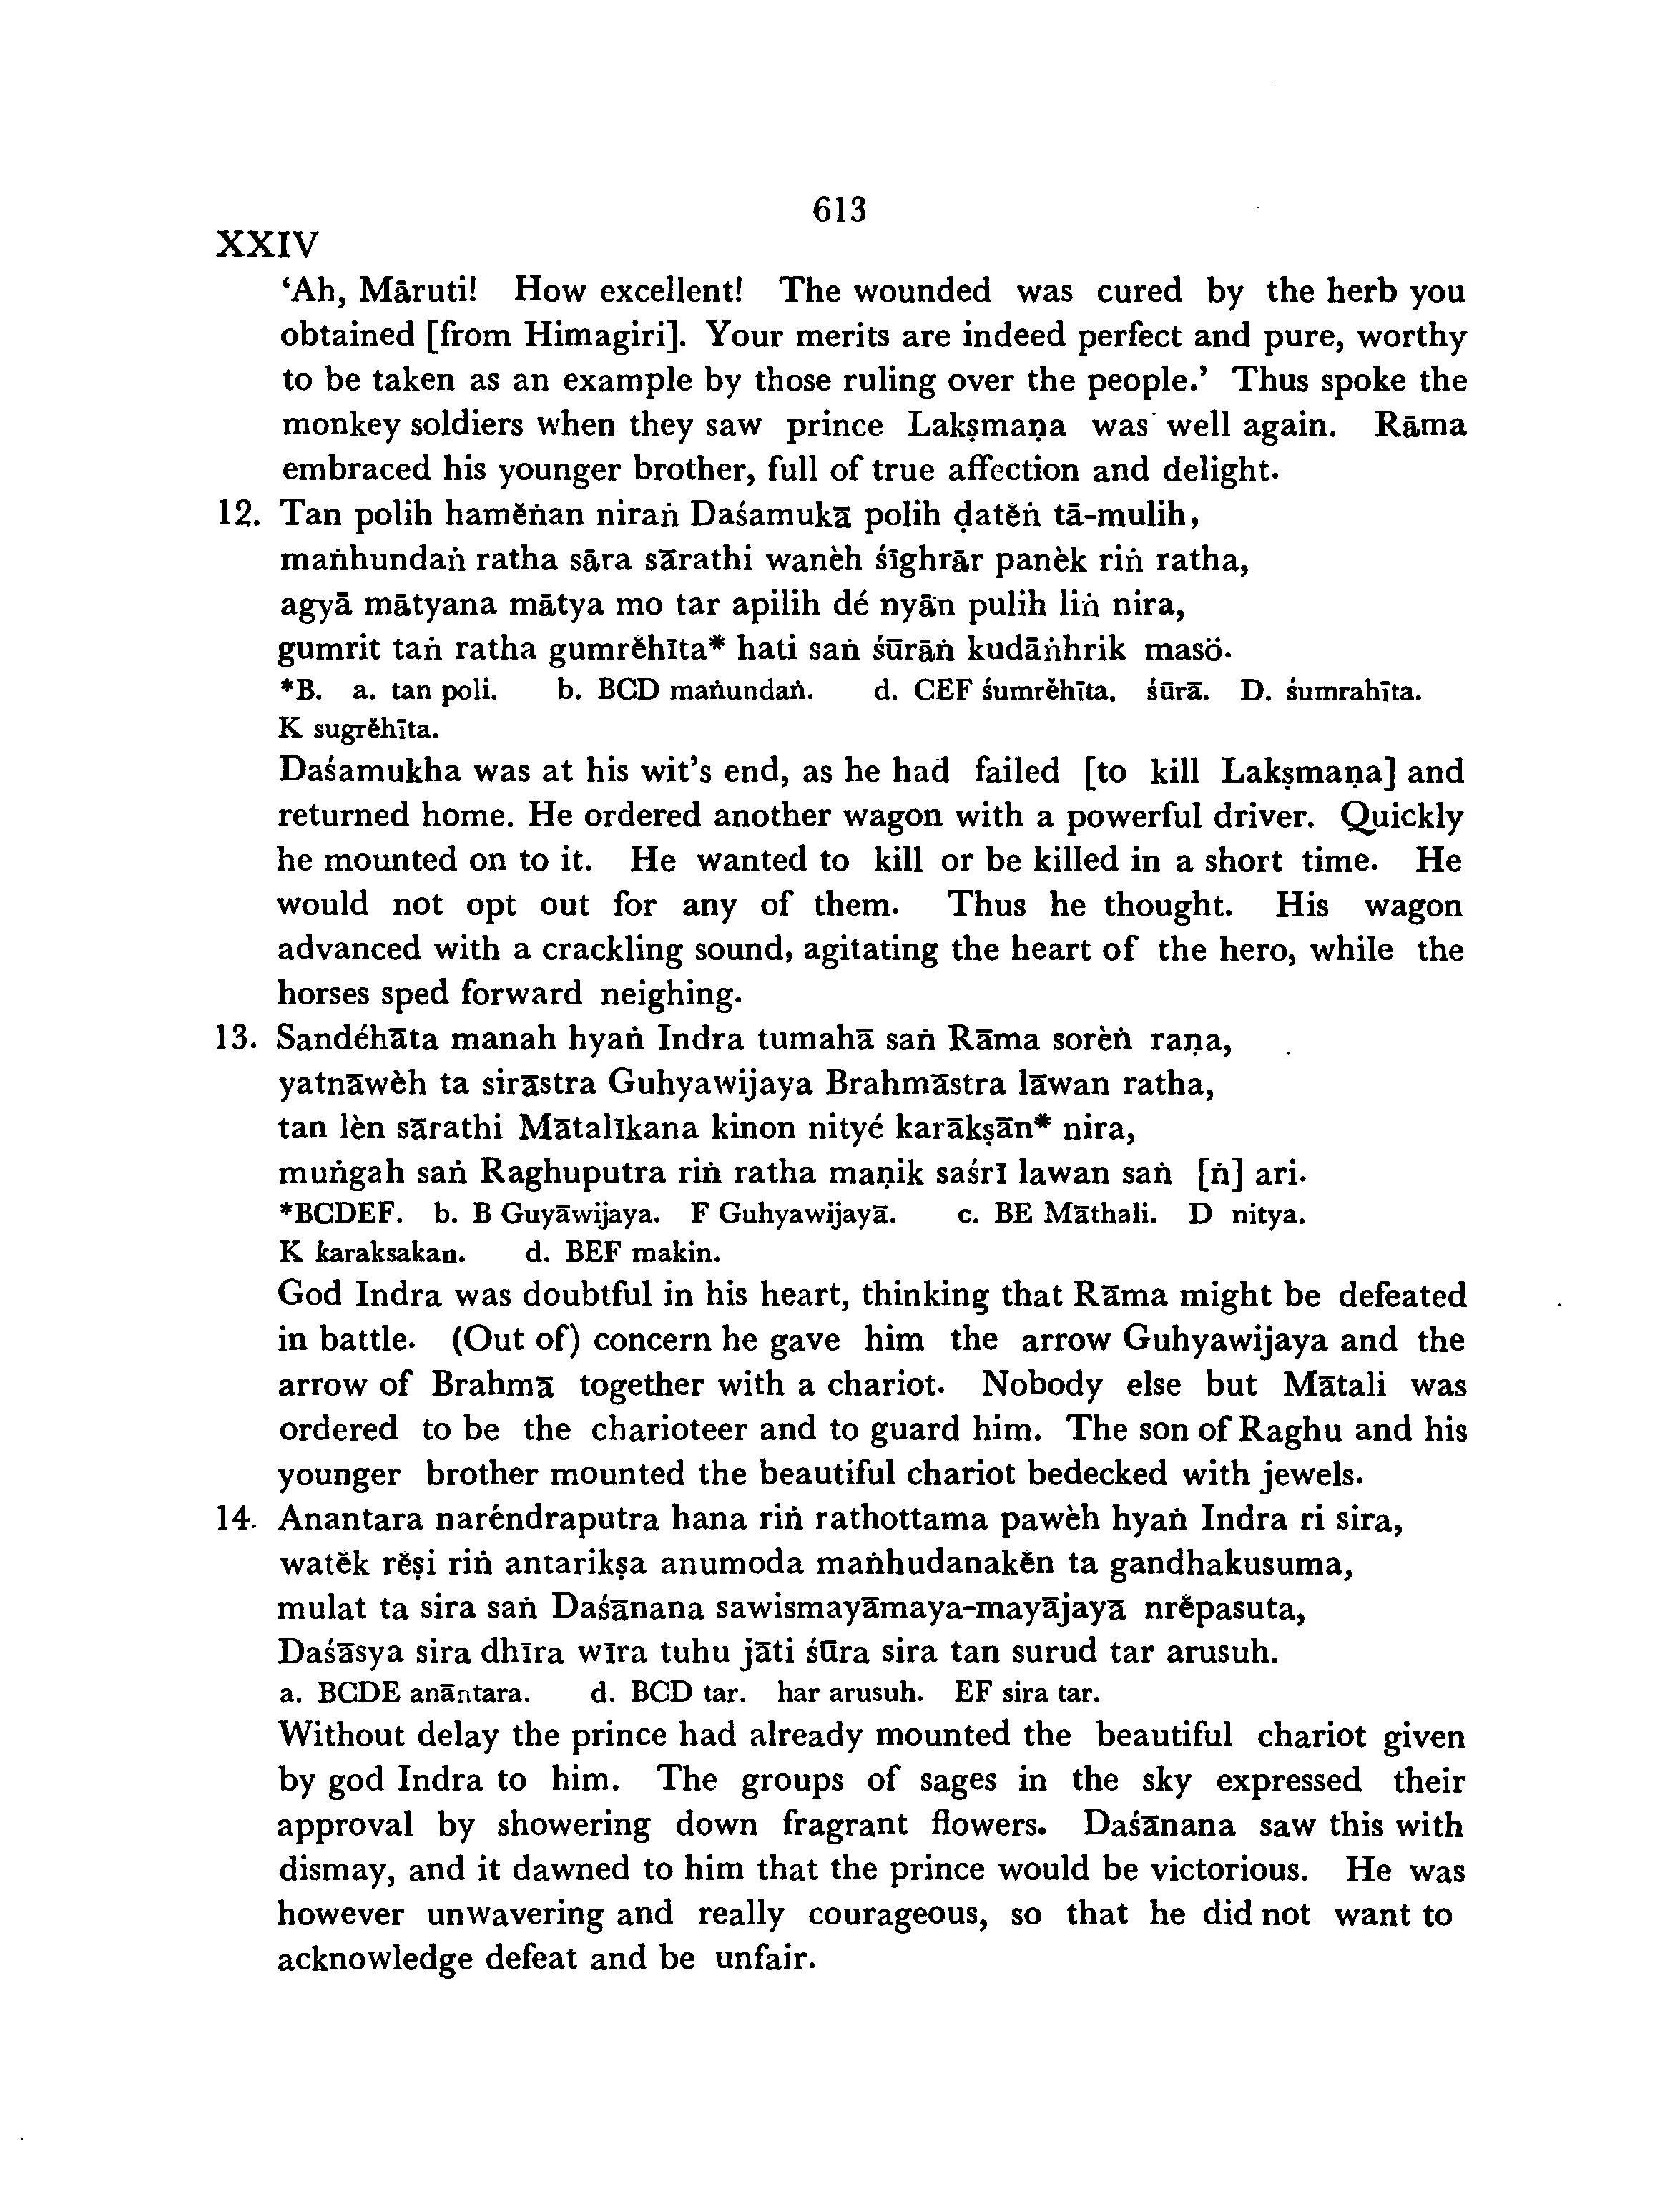 613
XXIV
‘Ah, Māruti! How excellent! The wounded was cured by the herb you
obtained [from Himagiri]. Your merits are indeed perfect and pure, worthy
to be taken as an example by those ruling over the people.’ Thus spoke the
monkey soldiers when they saw prince Lakṣmaṇa was well again. Rāma
embraced his younger brother, full of true affection and delight.
12. Tan polih hamĕṅan niraṅ Daśamukā polih ḍatĕṅ tā-mulih,
maṅhundaṅ ratha sāra sārathi wanèh śīghrār panèk riṅ ratha,
agyā mātyana mātya mo tar apilih dé nyān pulih liṅ nira,
gumrit taṅ ratha gumrĕhīta* hati saṅ śūrāṅ kudāṅhrik masö.
*B. a. tan poli. b. BCD maṅundaṅ. d. CEF śumrĕhīta. śūrā. D. śumrahīta.
K sugrĕhīta.
Daśamukha was at his wit’s end, as he had failed [to kill Lakṣmaṇa] and
returned home. He ordered another wagon with a powerful driver. Quickly
he mounted on to it. He wanted to kill or be killed in a short time. He
would not opt out for any of them. Thus he thought. His wagon
advanced with a crackling sound, agitating the heart of the hero, while the
horses sped forward neighing.
13. Sandéhāta manah hyaṅ Indra tumahā saṅ Rāma sorèṅ raṇa,
yatnāwèh ta sirāstra Guhyawijaya Brahmāstra lāwan ratha,
tan lèn sārathi Mātalīkana kinon nityé karākṣān* nira,
muṅgah saṅ Raghuputra riṅ ratha maṇik saśrī lawan saṅ [ṅ] ari.
*BCDEF. b. B Guyāwijaya. F Guhyawijayā. c. BE Māthali. D nitya.
K karaksakan. d. BEF makin.
God Indra was doubtful in his heart, thinking that Rāma might be defeated
in battle. (Out of) concern he gave him the arrow Guhyawijaya and the
arrow of Brahmā together with a chariot. Nobody else but Mātali was
ordered to be the charioteer and to guard him. The son of Raghu and his
younger brother mounted the beautiful chariot bedecked with jewels.
14. Anantara naréndraputra hana riṅ rathottama pawèh hyaṅ Indra ri sira,
watĕk rĕṣi riṅ antarikṣa anumoda maṅhudanakĕn ta gandhakusuma,
mulat ta sira saṅ Daśānana sawismayāmaya-mayājayā nrĕpasuta,
Daśāsya sira dhīra wīra tuhu jāti śūra sira tan surud tar arusuh.
a. BCDE anāntara. d. BCD tar. har arusuh. EF sira tar.
Without delay the prince had already mounted the beautiful chariot given
by god Indra to him. The groups of sages in the sky expressed their
approval by showering down fragrant flowers. Daśānana saw this with
dismay, and it dawned to him that the prince would be victorious. He was
however unwavering and really courageous, so that he did not want to
acknowledge defeat and be unfair.